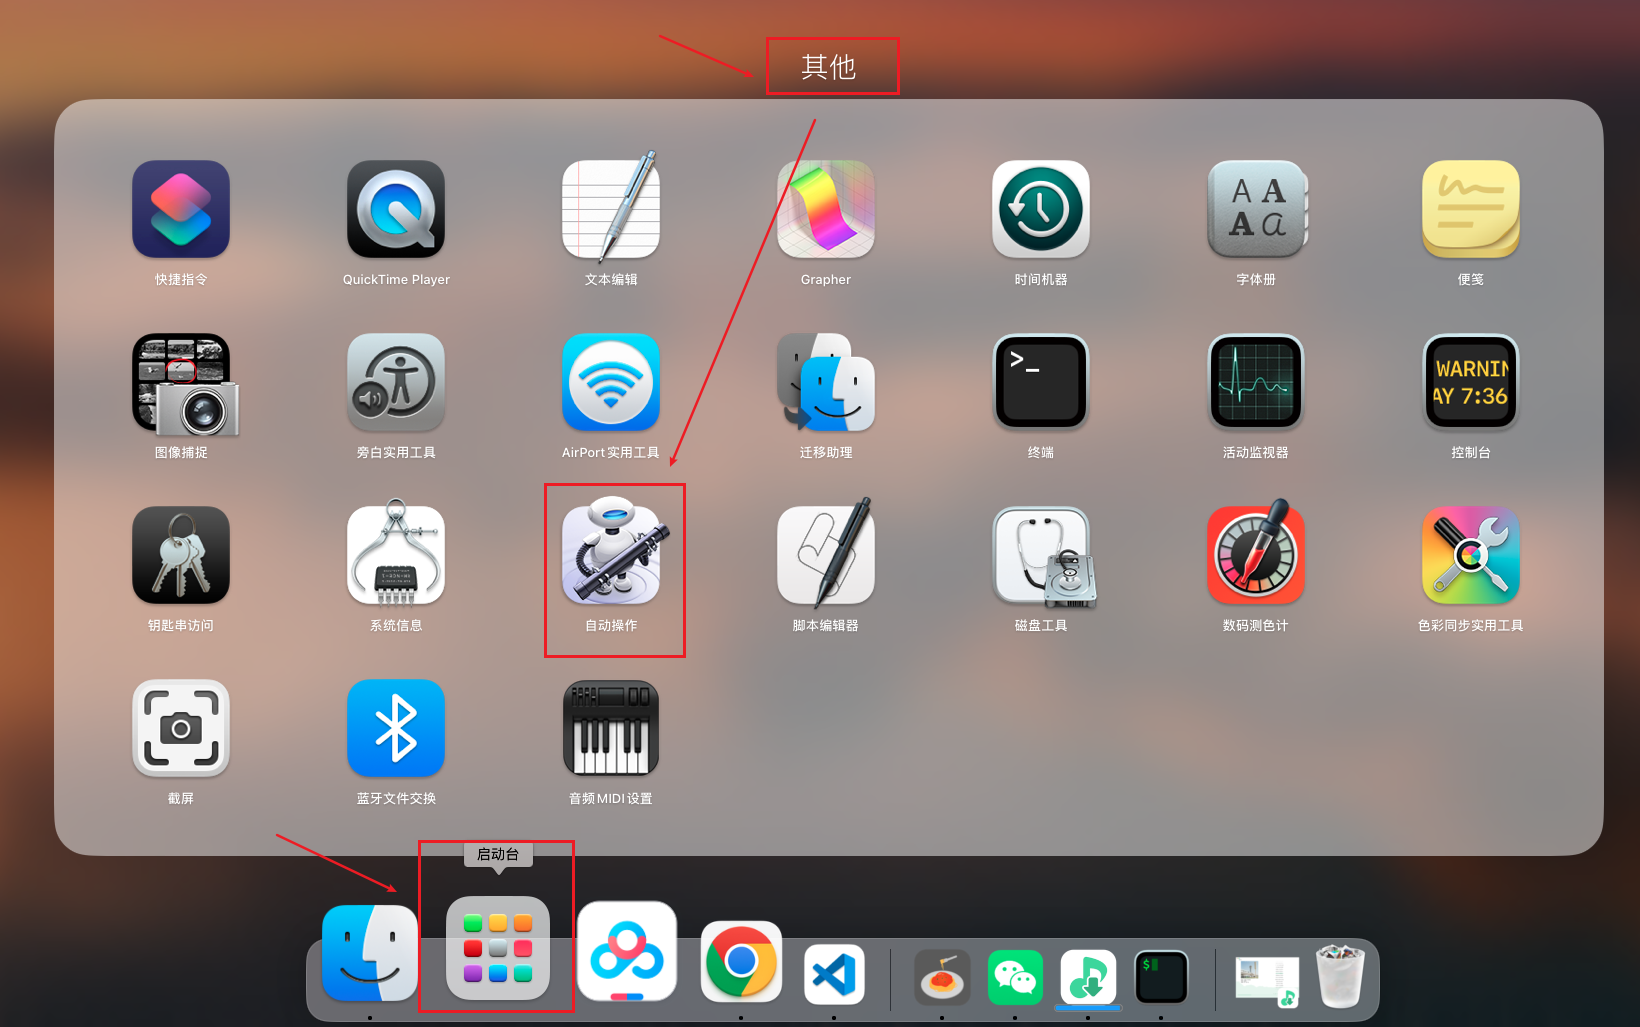 其他
快捷指令
QuickTime Player
文本编辑
Grapher
时间机器
A A
A a
字体册
便笺
图像捕捉
旁白实用工具
AirPort实用工具
迁移助理
>_
终端
活动监视器
WARNIN
AY 7:36
控制台
钥匙串访问
系统信息
自动操作
脚本编辑器
磁盘工具
数码测色计
色彩同步实用工具
截屏
蓝牙文件交换
音频MIDI设置
启动台
$